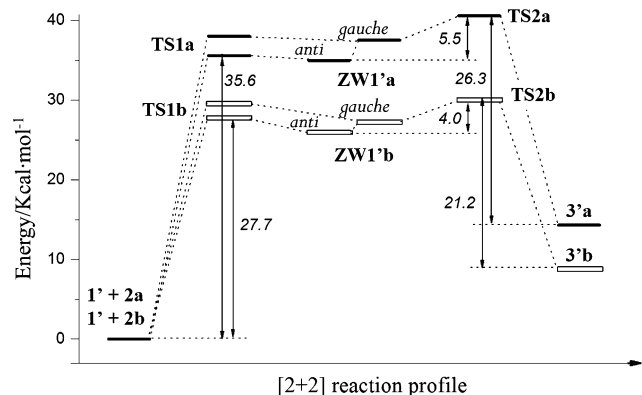 40
30
20
10
0
Energy/Kcal·mol⁻¹
TS1a
gauche
anti
ZW1'a
TS2a
5.5
35.6
26.3
TS1b
gauche
anti
ZW1'b
TS2b
4.0
27.7
21.2
3'a
3'b
1' + 2a
1' + 2b
[2+2] reaction profile